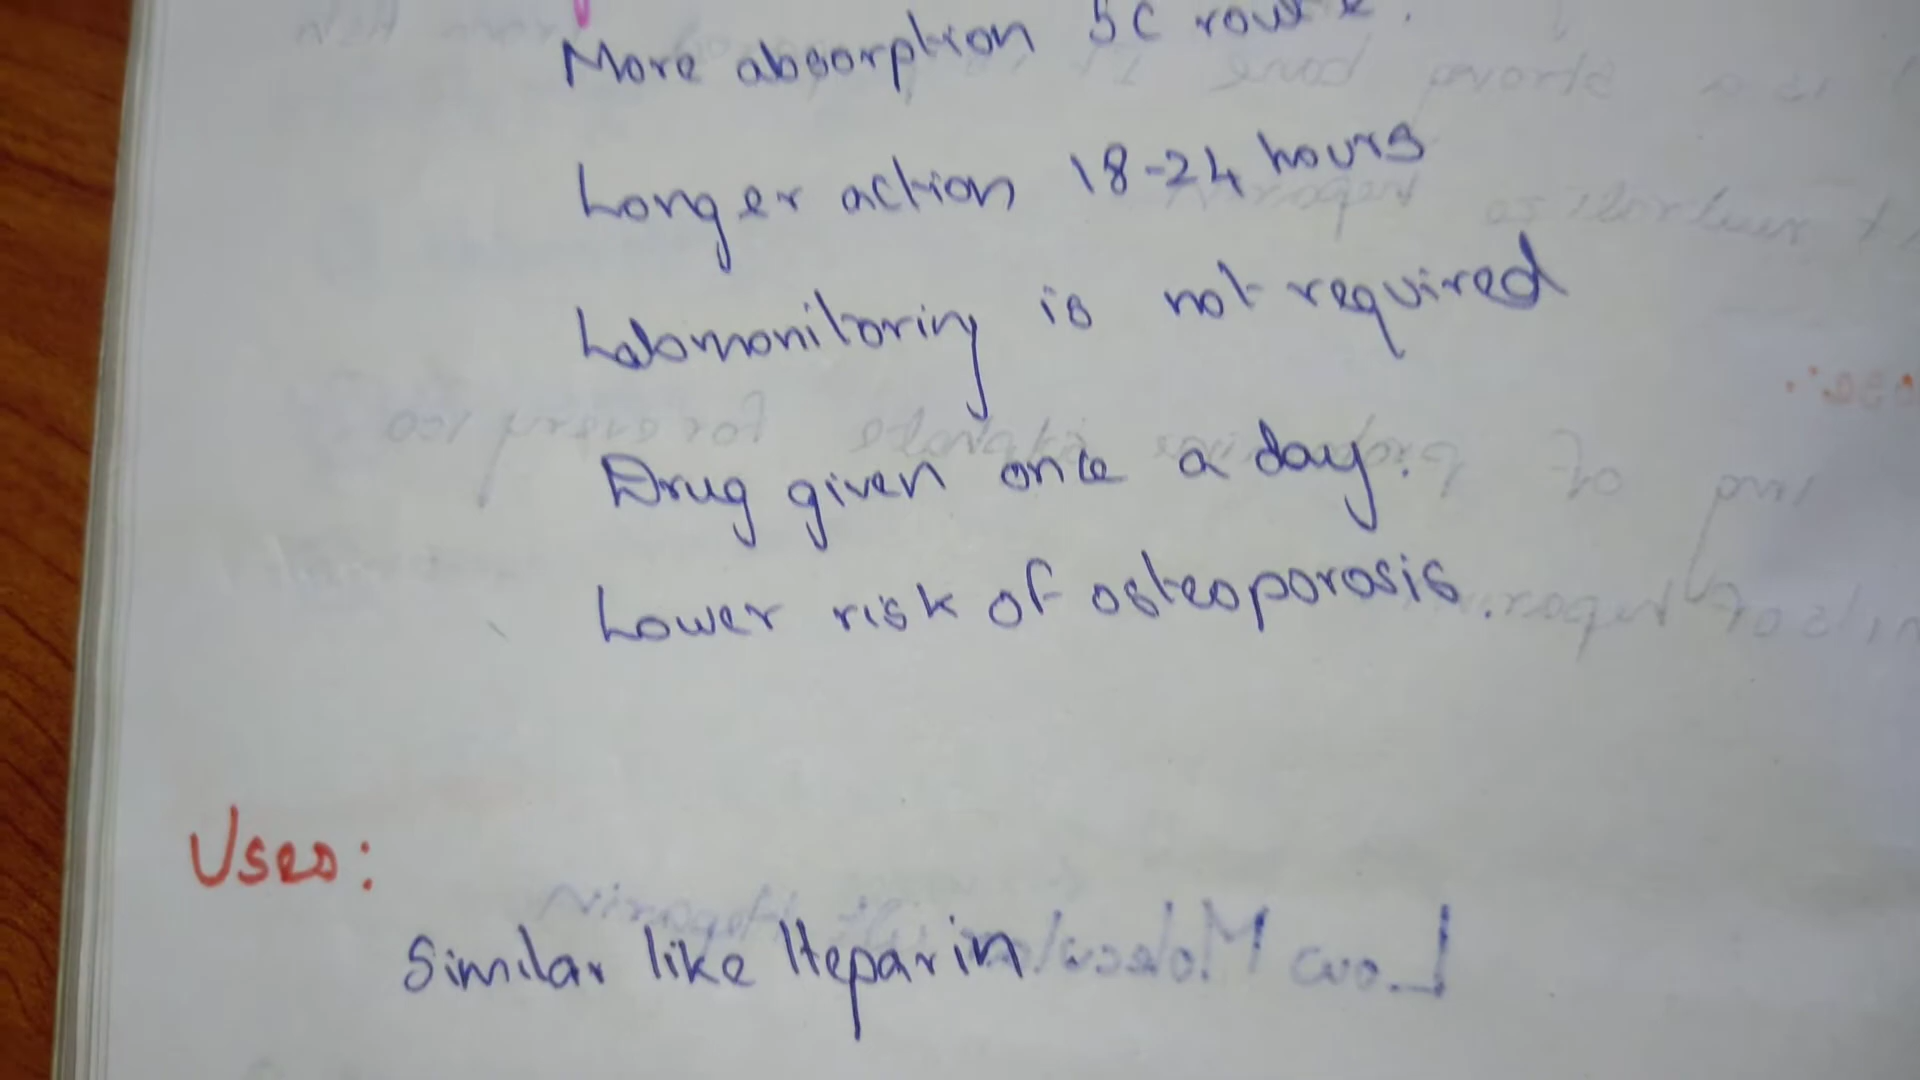 More absorption SC route.
Longer action 18-24 hours
Labmonitoring is not required
Drug given once a day.
Lower risk of osteoporosis.
Uses:
Similar like Heparin